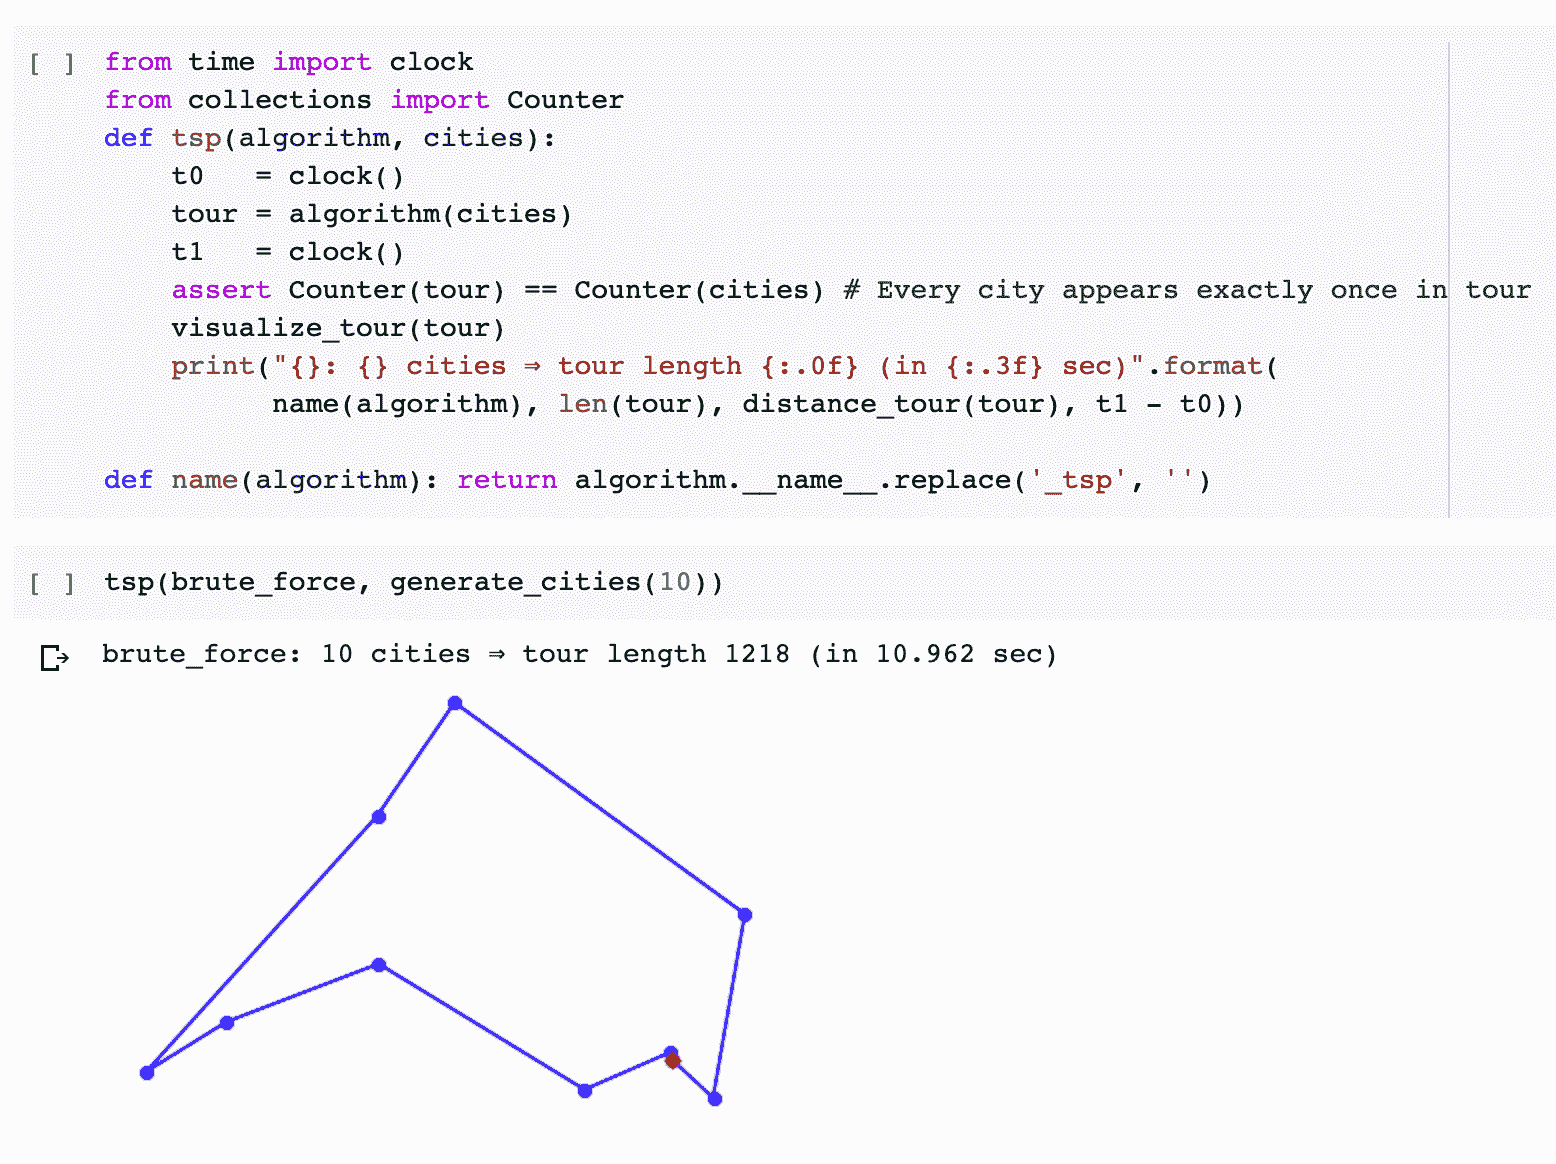 [ ] from time import clock
from collections import Counter
def tsp(algorithm, cities):
    t0   = clock()
    tour = algorithm(cities)
    t1   = clock()
    assert Counter(tour) == Counter(cities) # Every city appears exactly once in tour
    visualize_tour(tour)
    print("{}: {} cities ⇒ tour length {:.0f} (in {:.3f} sec)".format(
          name(algorithm), len(tour), distance_tour(tour), t1 - t0))
def name(algorithm): return algorithm.__name__.replace('_tsp', '')
[ ] tsp(brute_force, generate_cities(10))
brute_force: 10 cities ⇒ tour length 1218 (in 10.962 sec)